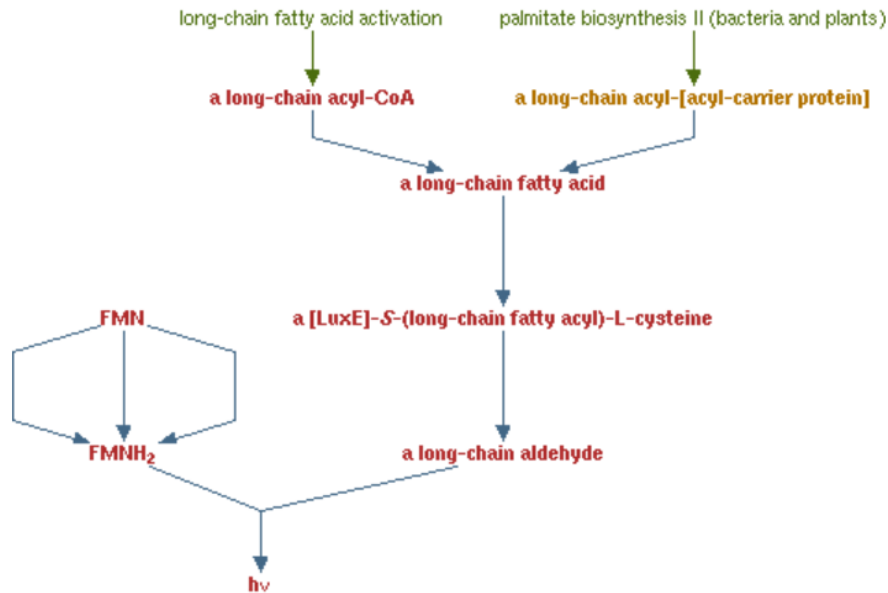 long-chain fatty acid activation
palmitate biosynthesis II (bacteria and plants)
a long-chain acyl-CoA
a long-chain acyl-[acyl-carrier protein]
a long-chain fatty acid
FMN
a [LuxE]-S-(long-chain fatty acyl)-L-cysteine
FMNH₂
a long-chain aldehyde
hν